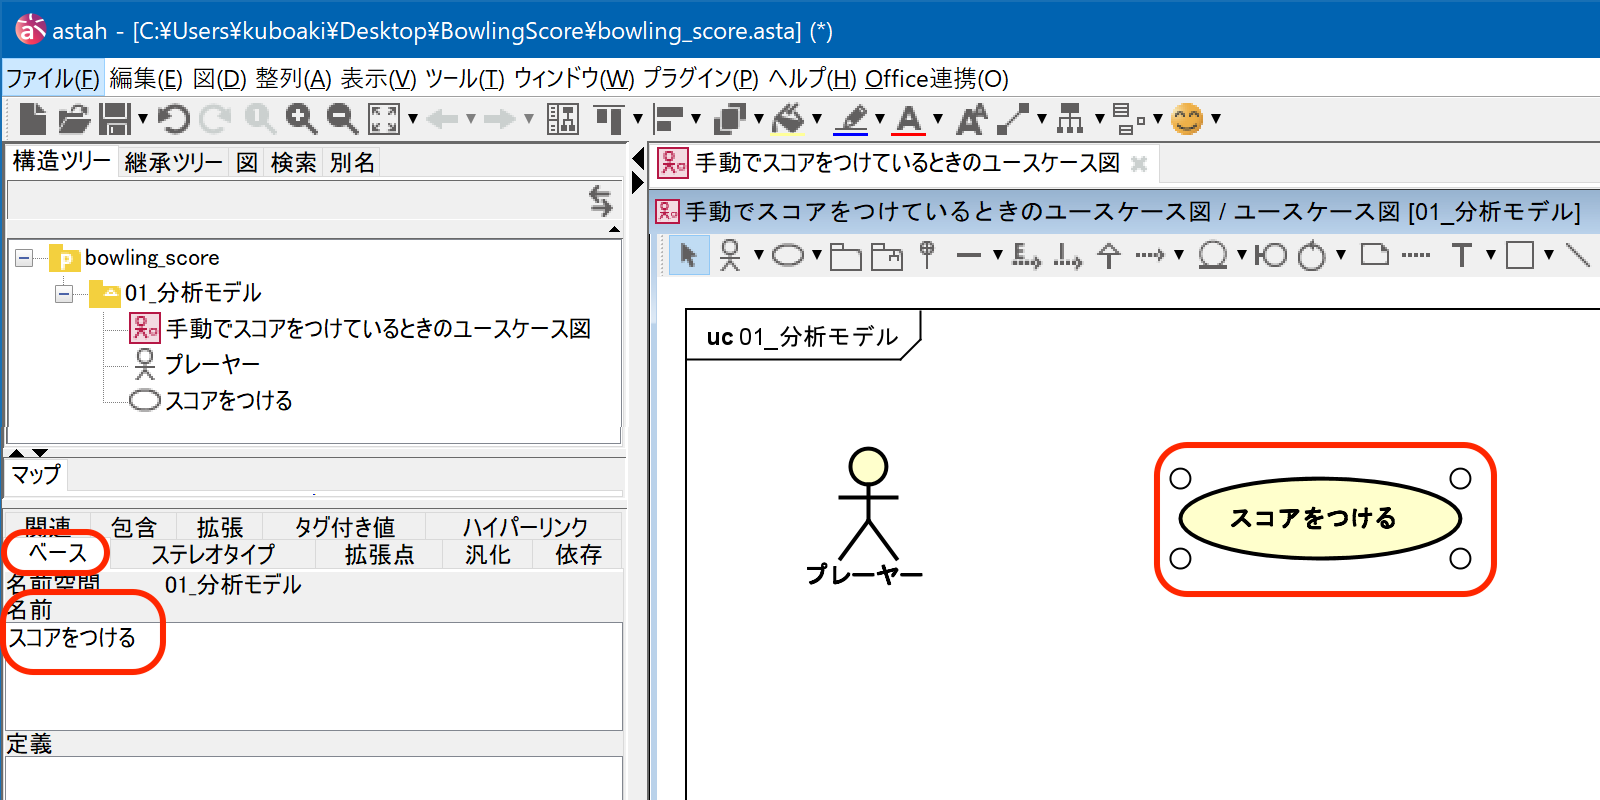 astah - [C:¥Users¥kuboaki¥Desktop¥BowlingScore¥bowling_score.asta] (*)
ファイル(F) 編集(E) 図(D) 整列(A) 表示(V) ツール(T) ウィンドウ(W) プラグイン(P) ヘルプ(H) Office連携(O)
構造ツリー 継承ツリー 図 検索 別名
bowling_score
01_分析モデル
手動でスコアをつけているときのユースケース図
プレーヤー
スコアをつける
マップ
関連 包含 拡張 タグ付き値 ハイパーリンク
ベース ステレオタイプ 拡張点 汎化 依存
名前空間 01_分析モデル
名前
スコアをつける
定義
手動でスコアをつけているときのユースケース図
手動でスコアをつけているときのユースケース図 / ユースケース図 [01_分析モデル]
uc 01_分析モデル
プレーヤー
スコアをつける